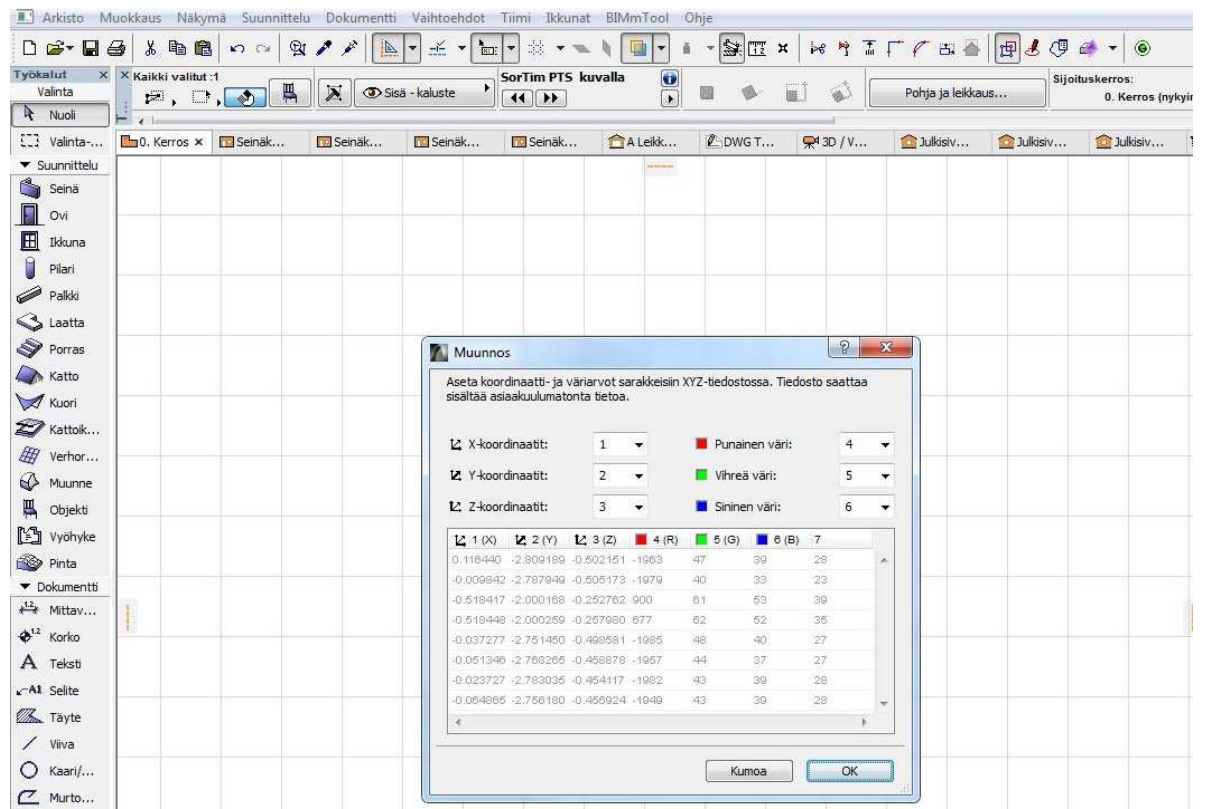 Arkisto Muokkaus Näkymä Suunnittelu Dokumentti Vaihtoehdot Tiimi Ikkunat BIMmTool Ohje
Työkalut
Valinta
Nuoli
Valinta-...
Suunnittelu
Seinä
Ovi
Ikkuna
Pilari
Palkki
Laatta
Porras
Katto
Kuori
Kattoik...
Verhor...
Muunne
Objekti
Vyöhyke
Pinta
Dokumentti
Mittav...
Korko
Teksti
Selite
Täyte
Viiva
Kaari/...
Murto...
Kaikki valitut :1
Sisä - kaluste
SorTim PTS kuvalla
Pohja ja leikkaus...
Sijoituskerros:
0. Kerros (nykyin
0. Kerros Seinäk... Seinäk... Seinäk... Seinäk... A Leikk... DWG T... 3D / V... Julkisiv... Julkisiv... Julkisiv...
Muunnos
Aseta koordinaatti- ja väriarvot sarakkeisiin XYZ-tiedostossa. Tiedosto saattaa
sisältää asiaakuulumatonta tietoa.
X-koordinaatit: 1 Punainen väri: 4
Y-koordinaatit: 2 Vihreä väri: 5
Z-koordinaatit: 3 Sininen väri: 6
1 (X) 2 (Y) 3 (Z) 4 (R) 5 (G) 6 (B) 7
0.116440 -2.809189 -0.502151 -1963 47 39 28
-0.009842 -2.787949 -0.505173 -1979 40 33 23
-0.518417 -2.000168 -0.252762 900 61 53 39
-0.518448 -2.000259 -0.257980 677 62 52 35
-0.037277 -2.751450 -0.498581 -1985 48 40 27
-0.051346 -2.768265 -0.458878 -1957 44 37 27
-0.023727 -2.783035 -0.454117 -1982 43 39 28
-0.064865 -2.756180 -0.456924 -1949 43 39 28
Kumoa OK